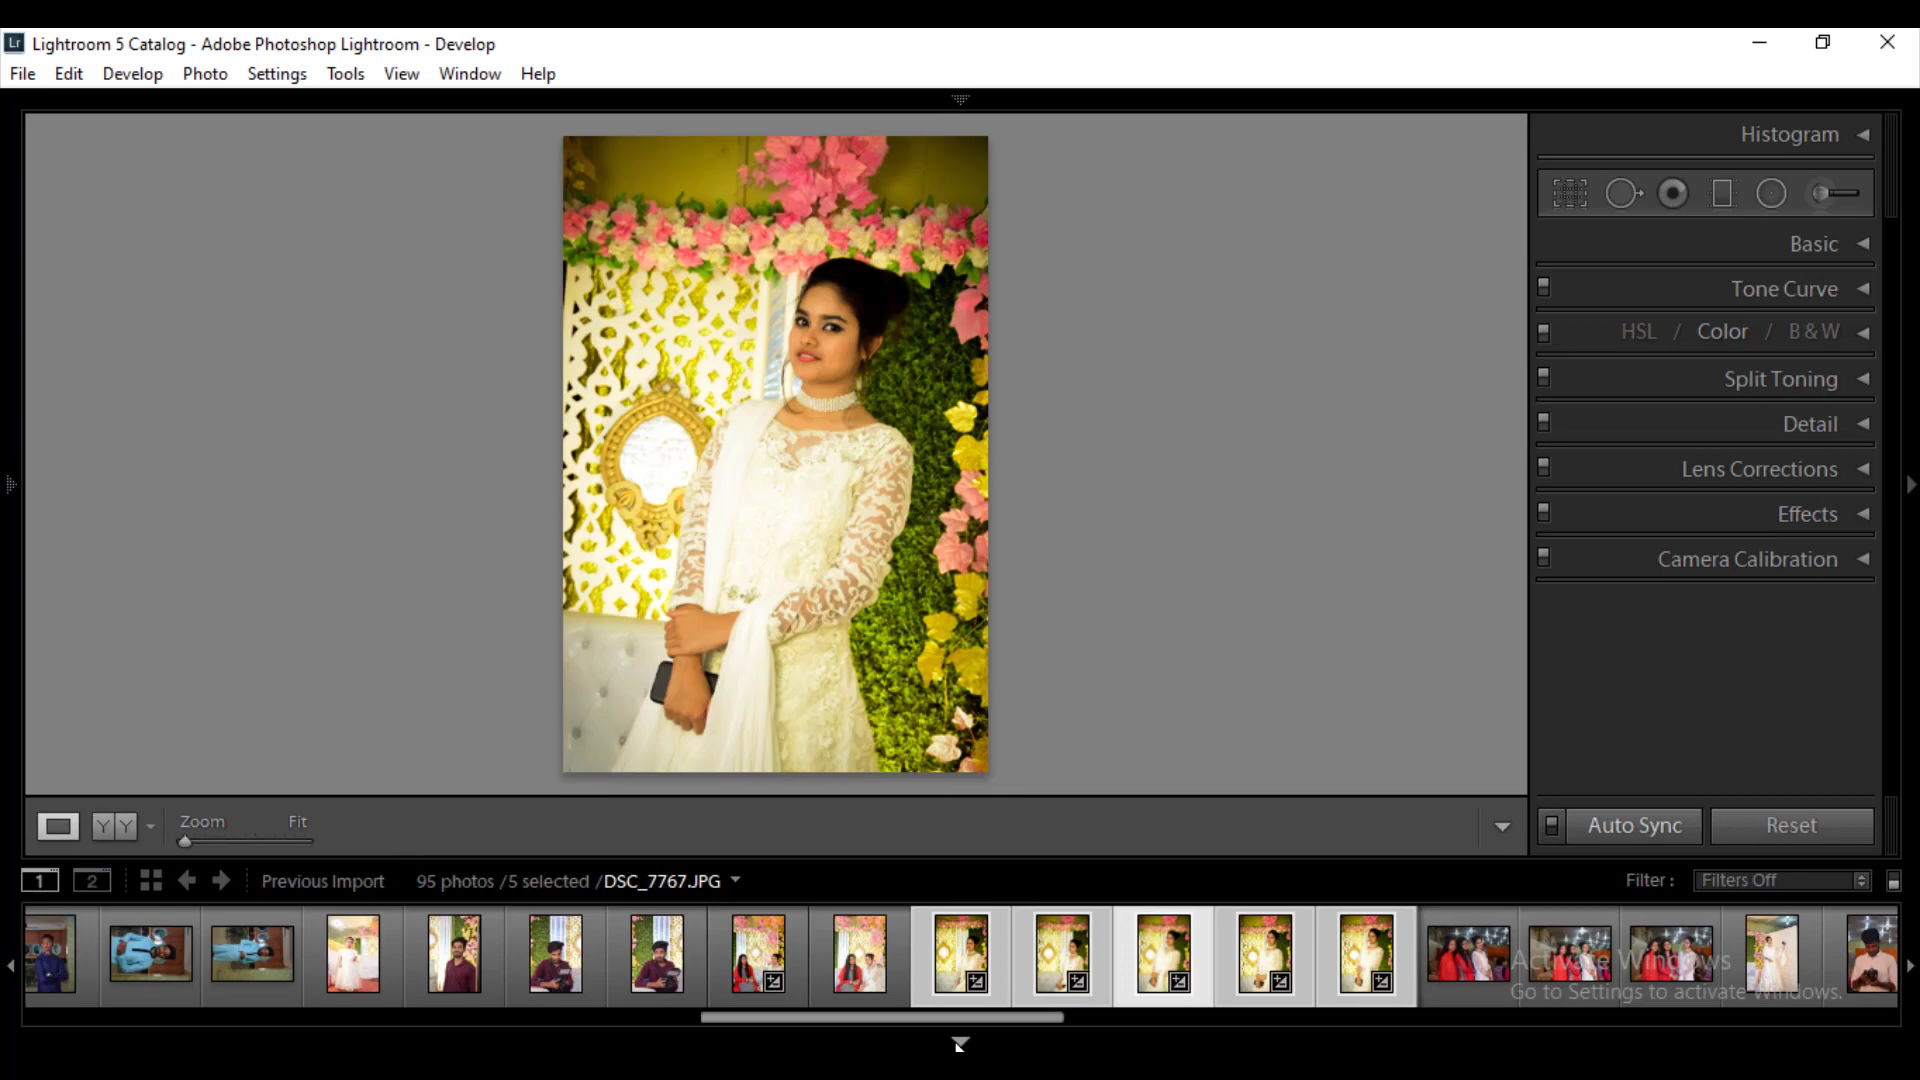 Lr Lightroom 5 Catalog - Adobe Photoshop Lightroom - Develop
File Edit Develop Photo Settings Tools View Window Help
Histogram
Basic
Tone Curve
HSL / Color / B & W
Split Toning
Detail
Lens Corrections
Effects
Camera Calibration
Y Y Zoom Fit
Auto Sync Reset
1 2 Previous Import 95 photos / 5 selected / DSC_7767.JPG Filter : Filters Off
Activate Windows
Go to Settings to activate Windows.